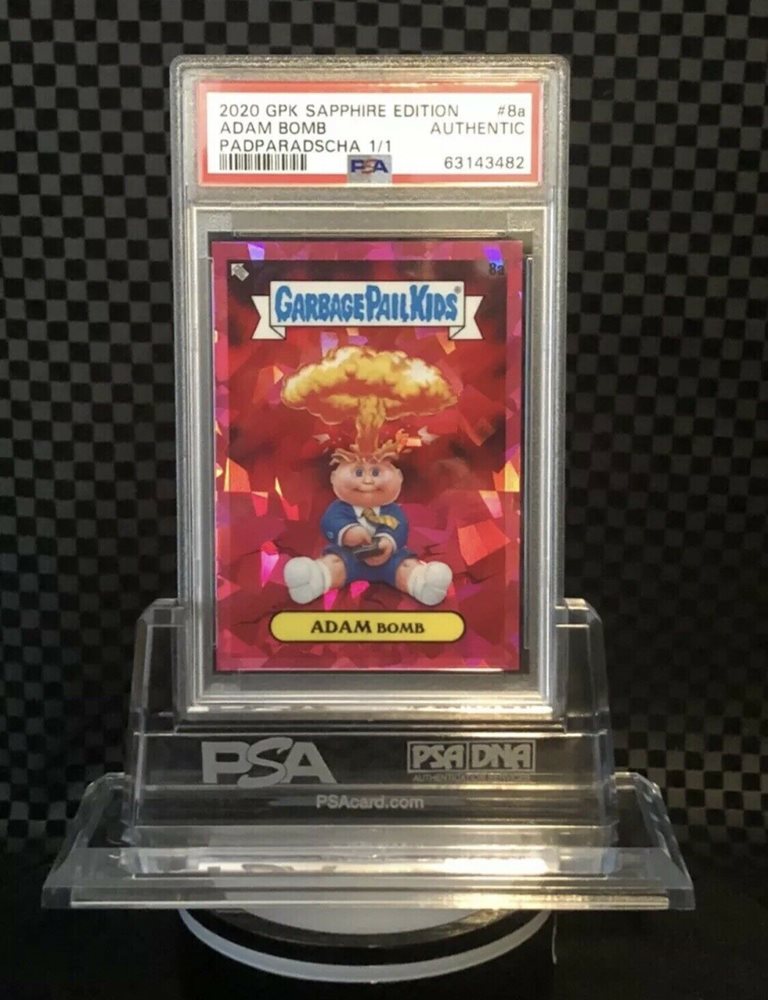 2020 GPK SAPPHIRE EDITION #8a
ADAM BOMB AUTHENTIC
PADPARADSCHA 1/1
PSA 63143482
8a
GARBAGE PAIL KIDS®
ADAM BOMB
PSA PSA DNA
AUTHENTICATION SERVICES
PSAcard.com